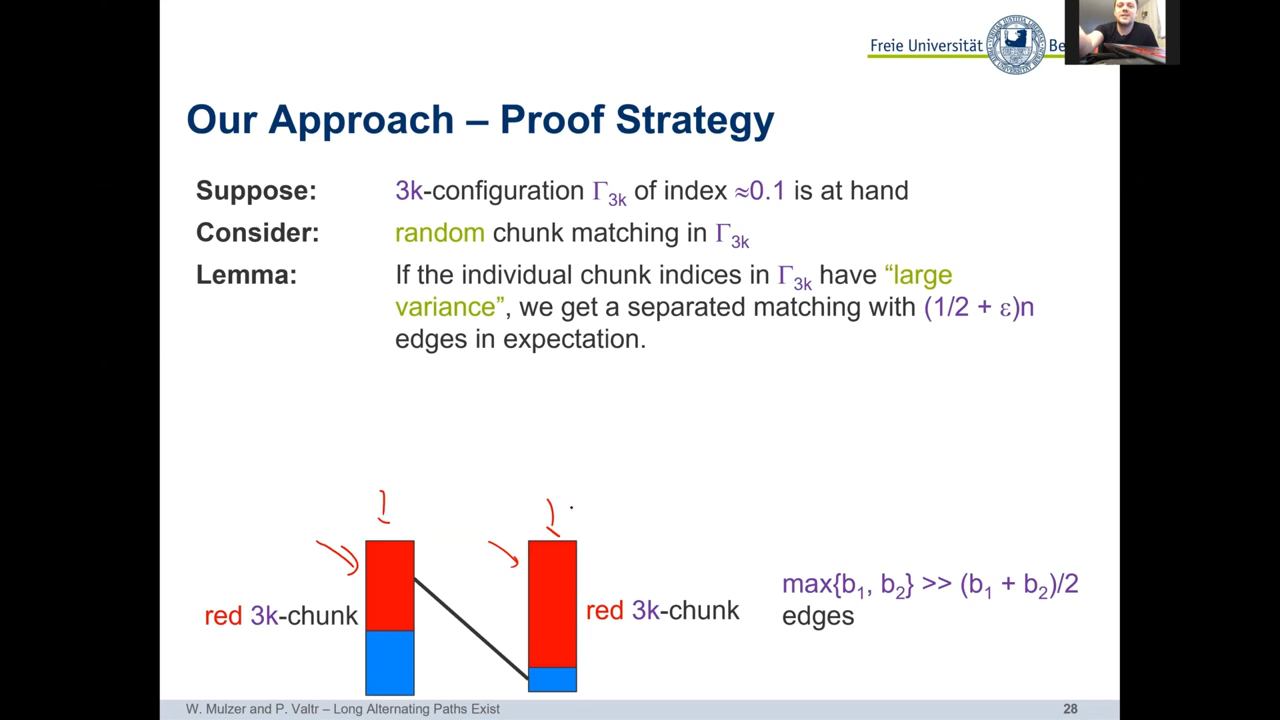 Freie Universität Be
Our Approach – Proof Strategy
Suppose: 3k-configuration Γ3k of index ≈0.1 is at hand
Consider: random chunk matching in Γ3k
Lemma: If the individual chunk indices in Γ3k have “large
variance”, we get a separated matching with (1/2 + ε)n
edges in expectation.
red 3k-chunk
red 3k-chunk
max{b1, b2} >> (b1 + b2)/2
edges
W. Mulzer and P. Valtr – Long Alternating Paths Exist
28